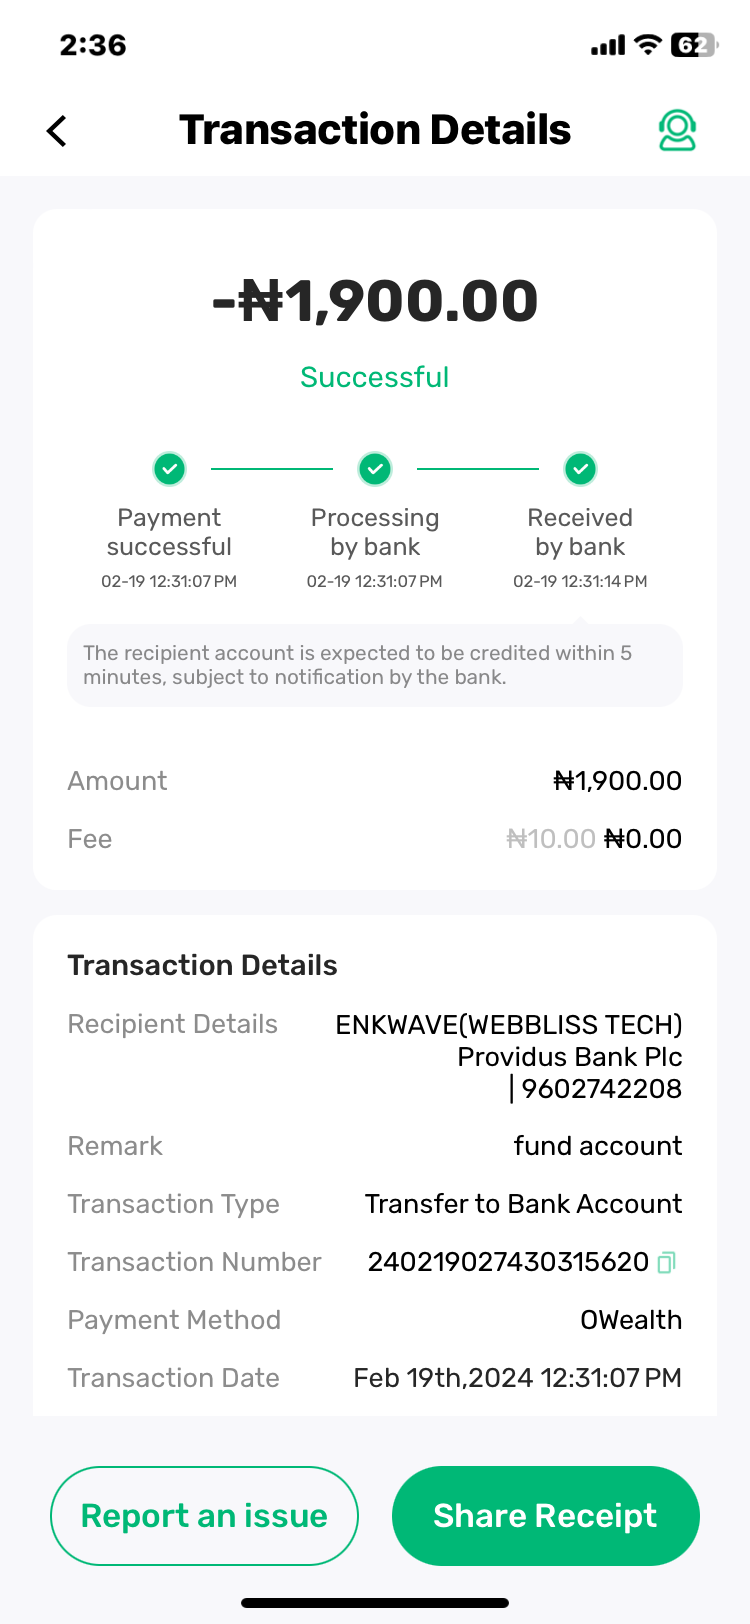 2:36
62
Transaction Details
-₦1,900.00
Successful
Payment successful
02-19 12:31:07 PM
Processing by bank
02-19 12:31:07 PM
Received by bank
02-19 12:31:14 PM
The recipient account is expected to be credited within 5
minutes, subject to notification by the bank.
Amount ₦1,900.00
Fee ₦10.00 ₦0.00
Transaction Details
Recipient Details ENKWAVE(WEBBLISS TECH)
Providus Bank Plc
| 9602742208
Remark fund account
Transaction Type Transfer to Bank Account
Transaction Number 240219027430315620
Payment Method OWealth
Transaction Date Feb 19th,2024 12:31:07 PM
Report an issue
Share Receipt